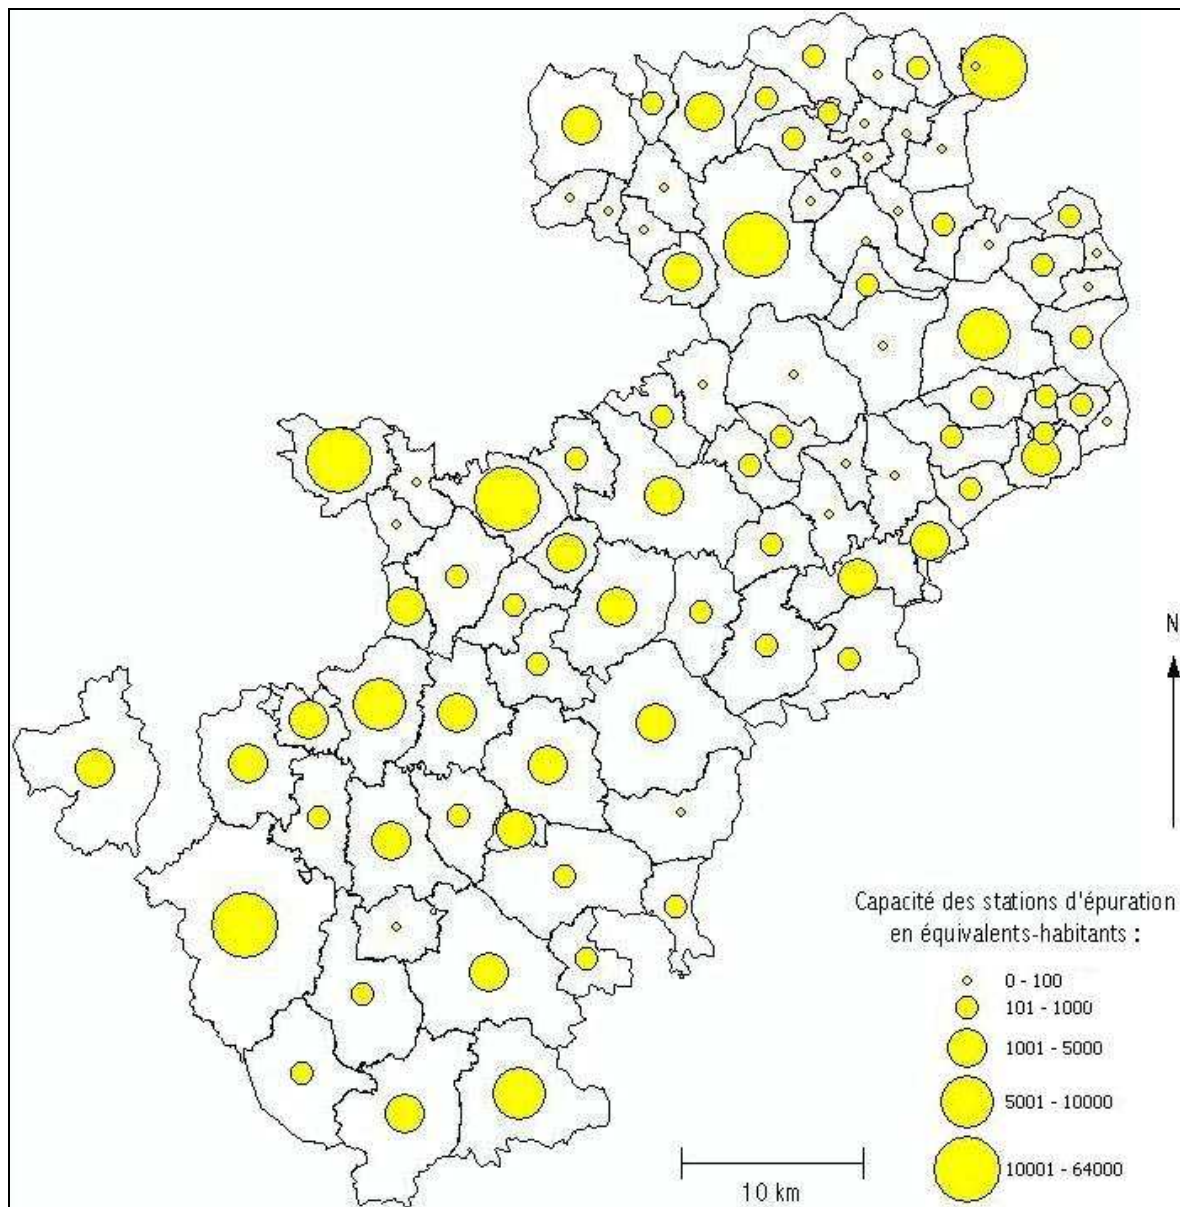 N
Capacité des stations d'épuration
en équivalents-habitants :
0 - 100
101 - 1000
1001 - 5000
5001 - 10000
10001 - 64000
10 km